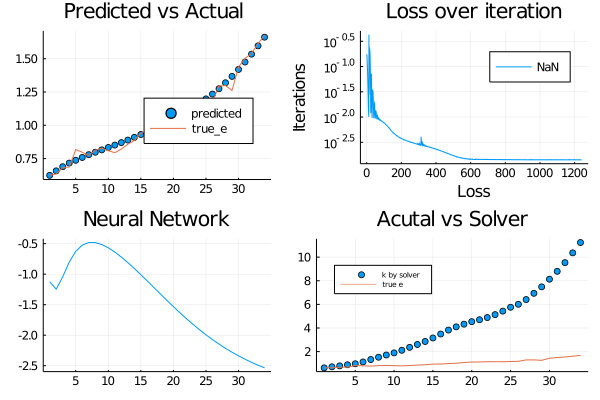 Predicted vs Actual
1.50
1.25
1.00
0.75
predicted
true_e
5 10 15 20 25 30
Loss over iteration
Iterations
10^-0.5
10^-1.0
10^-1.5
10^-2.0
10^-2.5
NaN
0 200 400 600 800 1000 1200
Loss
Neural Network
-0.5
-1.0
-1.5
-2.0
-2.5
5 10 15 20 25 30
Acutal vs Solver
10
8
6
4
2
k by solver
true e
5 10 15 20 25 30